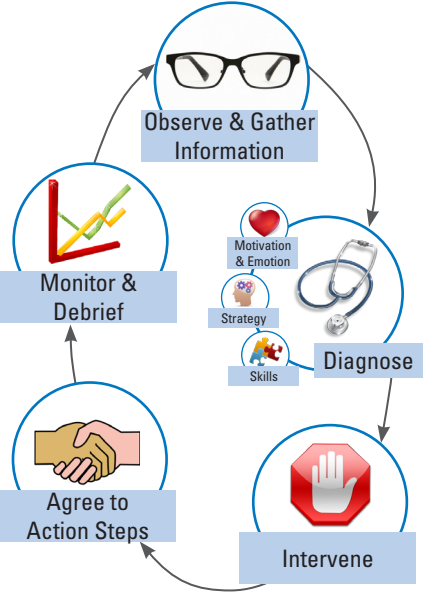 Observe & Gather
Information
Motivation
& Emotion
Strategy
Skills
Diagnose
Intervene
Agree to
Action Steps
Monitor &
Debrief